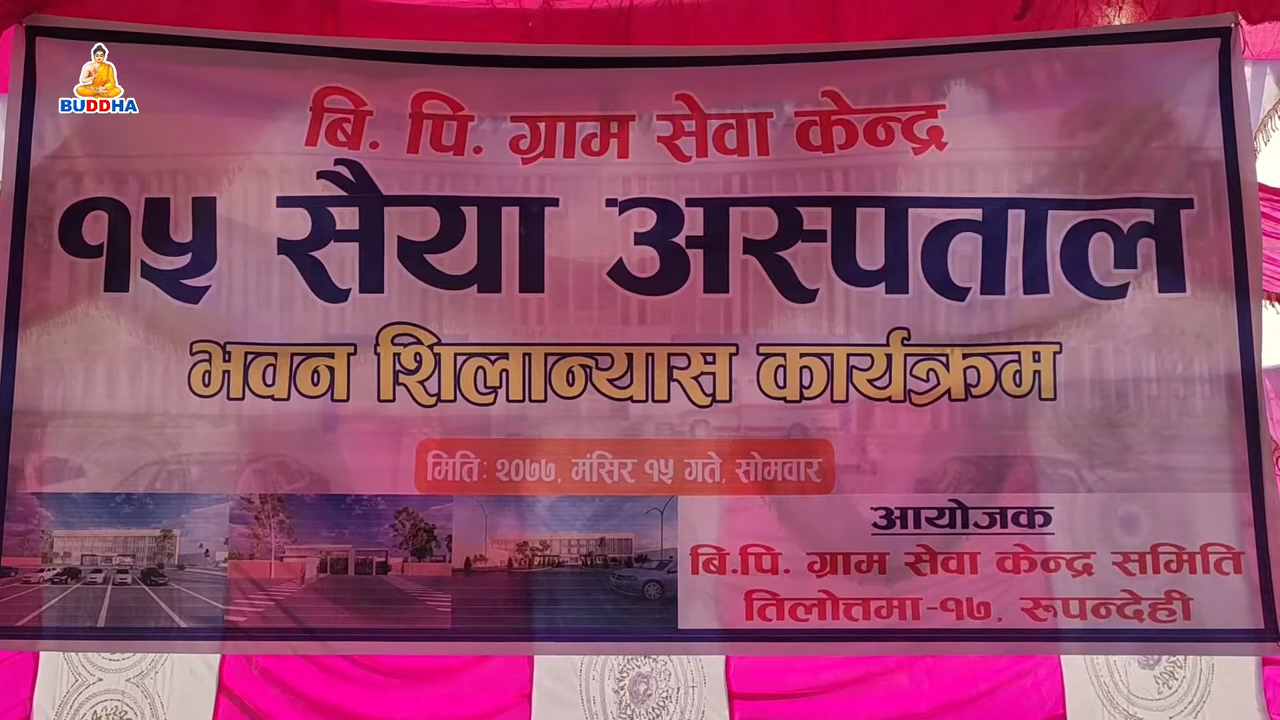 BUDDHA
बि. पि. ग्राम सेवा केन्द्र
१५ सैया अस्पताल
भवन शिलान्यास कार्यक्रम
मिति: २०७७, मंसिर १५ गते, सोमवार
आयोजक
बि.पि. ग्राम सेवा केन्द्र समिति
तिलोत्तमा-१७, रुपन्देही